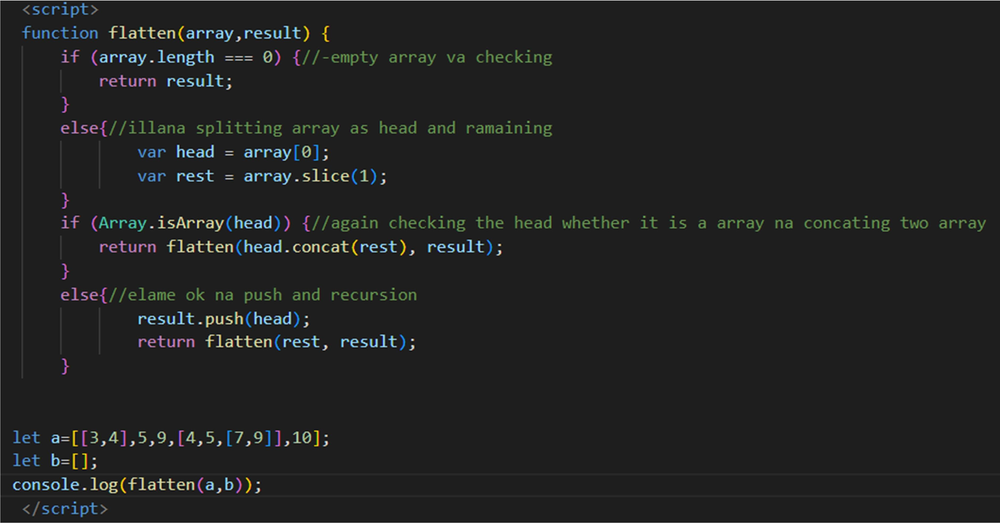 <script>
function flatten(array,result) {
if (array.length === 0) {//-empty array va checking
return result;
}
else{//illana splitting array as head and ramaining
var head = array[0];
var rest = array.slice(1);
}
if (Array.isArray(head)) {//again checking the head whether it is a array na concating two array
return flatten(head.concat(rest), result);
}
else{//elame ok na push and recursion
result.push(head);
return flatten(rest, result);
}
let a=[[3,4],5,9,[4,5,[7,9]],10];
let b=[];
console.log(flatten(a,b));
</script>